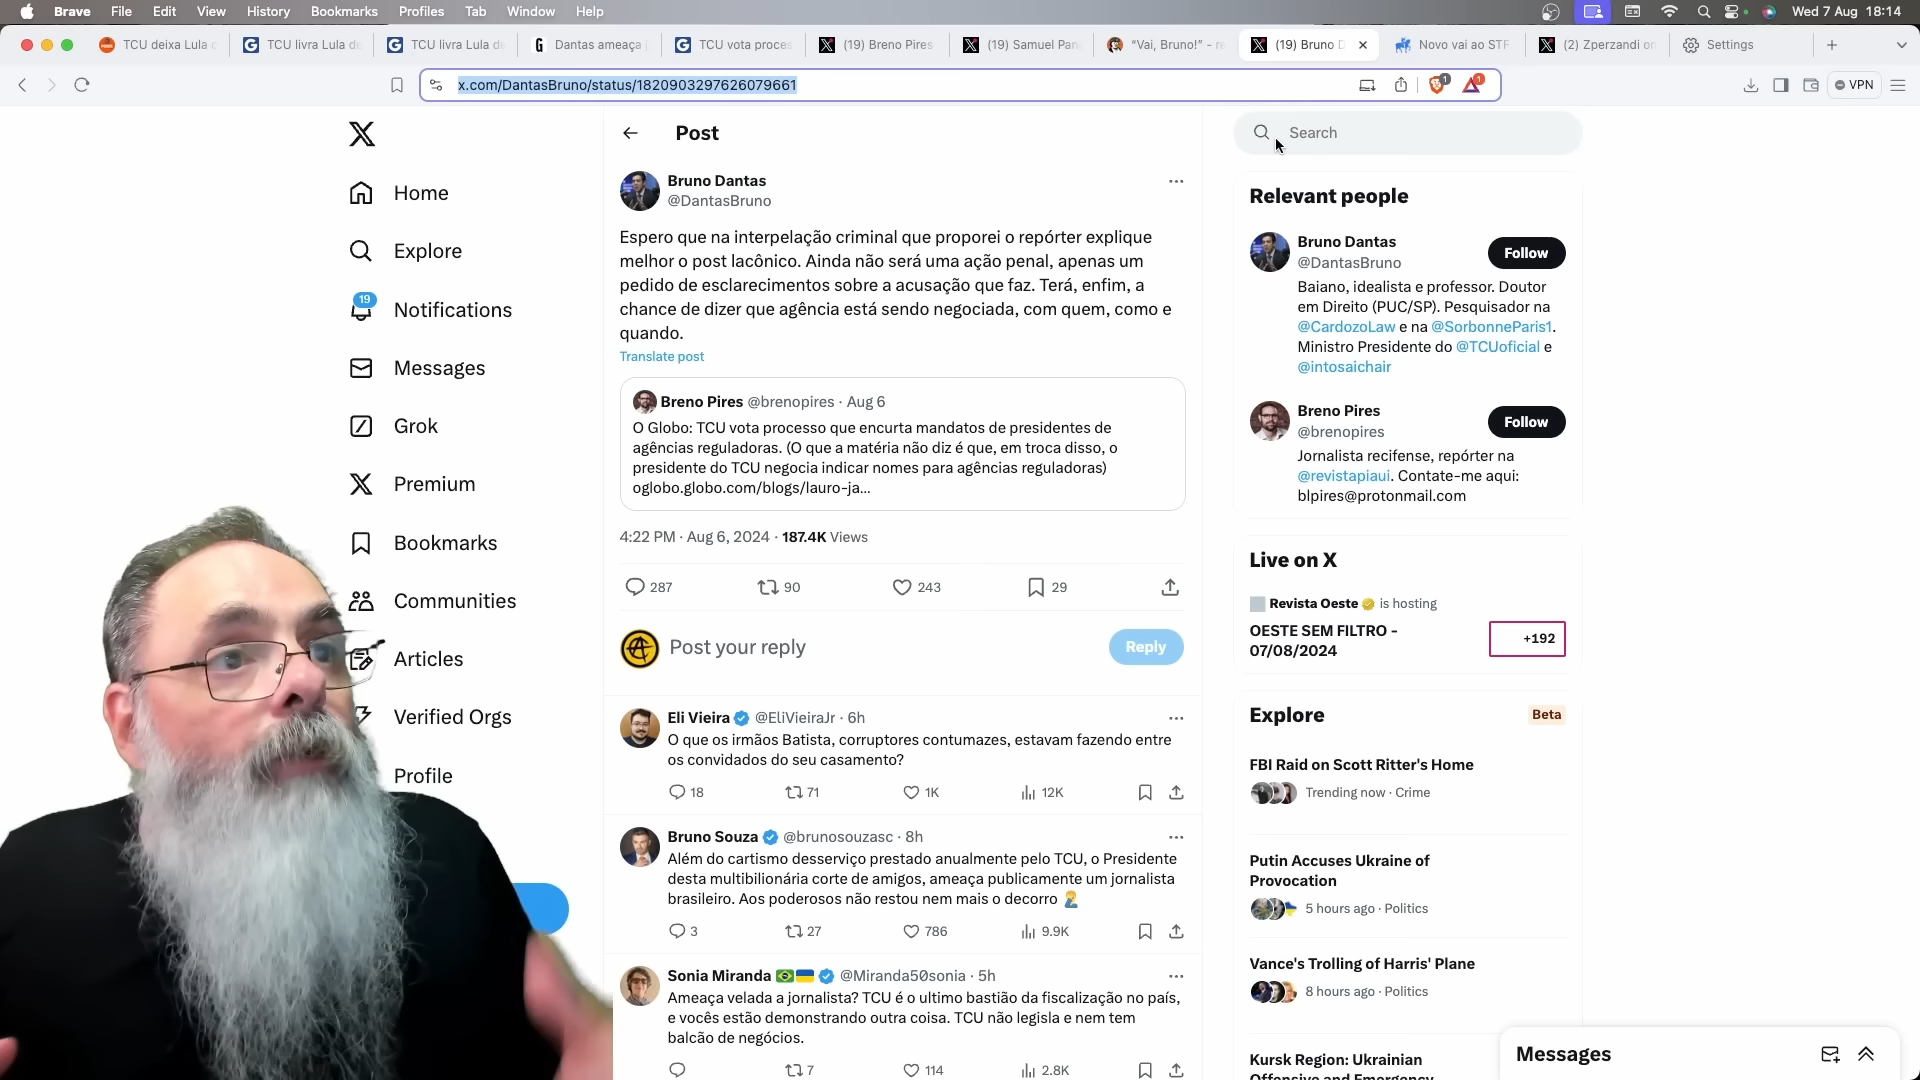 Brave File Edit View History Bookmarks Profiles Tab Window Help Wed 7 Aug 18:14
TCU deixa Lula TCU livra Lula de TCU livra Lula de Dantas ameaça TCU vota proces (19) Breno Pires (19) Samuel Pan "Vai, Bruno!" - re (19) Bruno D Novo vai ao STF (2) Zperzandi on Settings
x.com/DantasBruno/status/1820903297626079661 1 1 VPN
Home
Explore
19
Notifications
Messages
Grok
Premium
Bookmarks
Communities
Articles
Verified Orgs
Profile
Post
Bruno Dantas
@DantasBruno
Espero que na interpelação criminal que proporei o repórter explique
melhor o post lacônico. Ainda não será uma ação penal, apenas um
pedido de esclarecimentos sobre a acusação que faz. Terá, enfim, a
chance de dizer que agência está sendo negociada, com quem, como e
quando.
Translate post
Breno Pires @brenopires · Aug 6
O Globo: TCU vota processo que encurta mandatos de presidentes de
agências reguladoras. (O que a matéria não diz é que, em troca disso, o
presidente do TCU negocia indicar nomes para agências reguladoras)
oglobo.globo.com/blogs/lauro-ja…
4:22 PM · Aug 6, 2024 · 187.4K Views
287 90 243 29
Post your reply Reply
Eli Vieira @EliVieiraJr · 6h
O que os irmãos Batista, corruptores contumazes, estavam fazendo entre
os convidados do seu casamento?
18 71 1K 12K
Bruno Souza @brunosouzasc · 8h
Além do cartismo desserviço prestado anualmente pelo TCU, o Presidente
desta multibilionária corte de amigos, ameaça publicamente um jornalista
brasileiro. Aos poderosos não restou nem mais o decorro
3 27 786 9.9K
Sonia Miranda @Miranda50sonia · 5h
Ameaça velada a jornalista? TCU é o ultimo bastião da fiscalização no país,
e vocês estão demonstrando outra coisa. TCU não legisla e nem tem
balcão de negócios.
7 114 2.8K
Search
Relevant people
Bruno Dantas
@DantasBruno
Follow
Baiano, idealista e professor. Doutor
em Direito (PUC/SP). Pesquisador na
@CardozoLaw e na @SorbonneParis1.
Ministro Presidente do @TCUoficial e
@intosaichair
Breno Pires
@brenopires
Follow
Jornalista recifense, repórter na
@revistapiaui. Contate-me aqui:
blpires@protonmail.com
Live on X
Revista Oeste is hosting
OESTE SEM FILTRO -
07/08/2024
+192
Explore Beta
FBI Raid on Scott Ritter's Home
Trending now · Crime
Putin Accuses Ukraine of
Provocation
5 hours ago · Politics
Vance's Trolling of Harris' Plane
8 hours ago · Politics
Kursk Region: Ukrainian
Offensive and Emergency
Messages